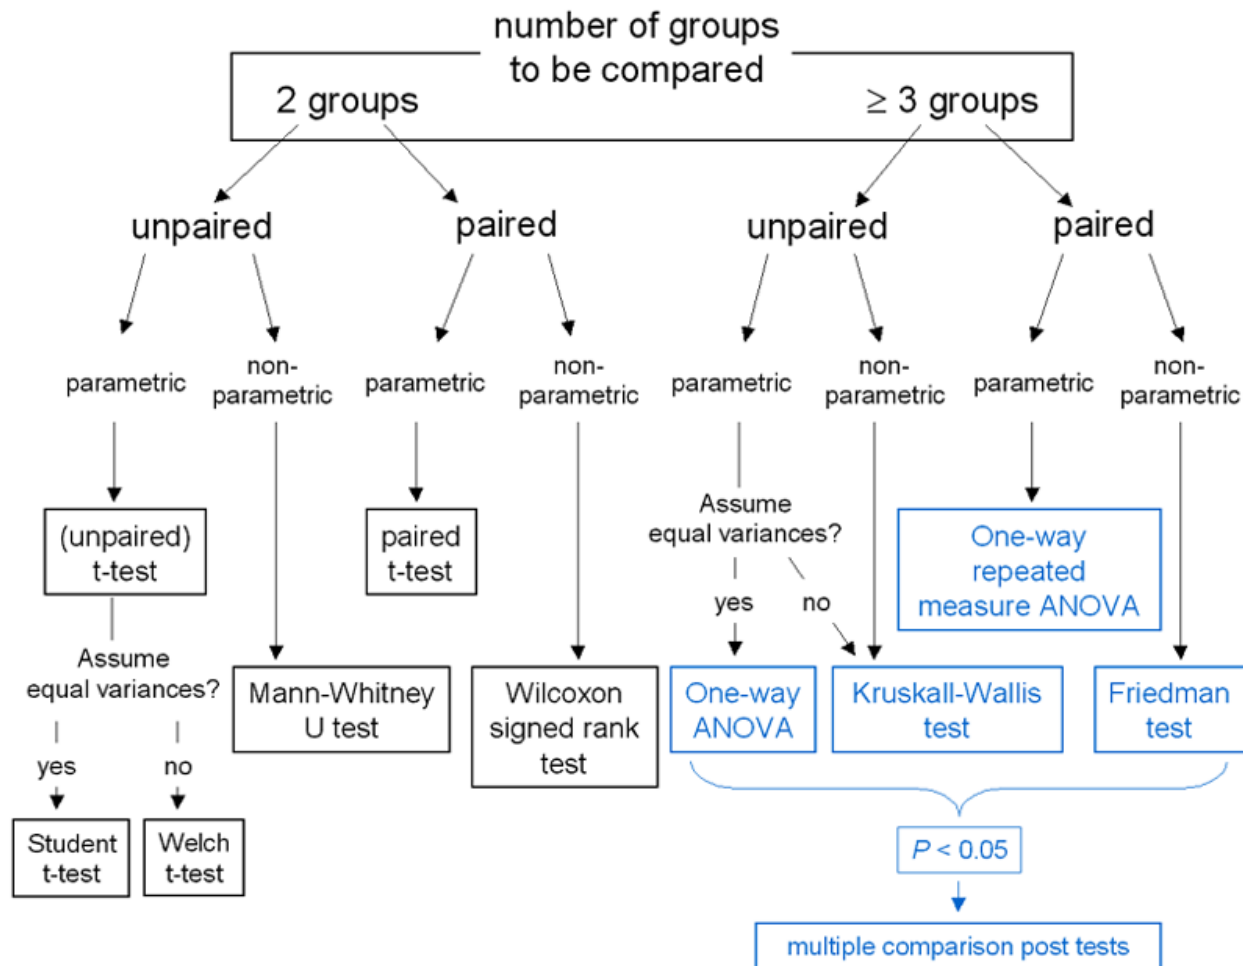 number of groups
to be compared
2 groups
≥ 3 groups
unpaired
paired
unpaired
paired
parametric
non-
parametric
parametric
non-
parametric
parametric
non-
parametric
parametric
non-
parametric
(unpaired)
t-test
paired
t-test
Assume
equal variances?
One-way
repeated
measure ANOVA
yes
no
Assume
equal variances?
Mann-Whitney
U test
Wilcoxon
signed rank
test
One-way
ANOVA
Kruskall-Wallis
test
Friedman
test
yes
no
Student
t-test
Welch
t-test
P < 0.05
multiple comparison post tests